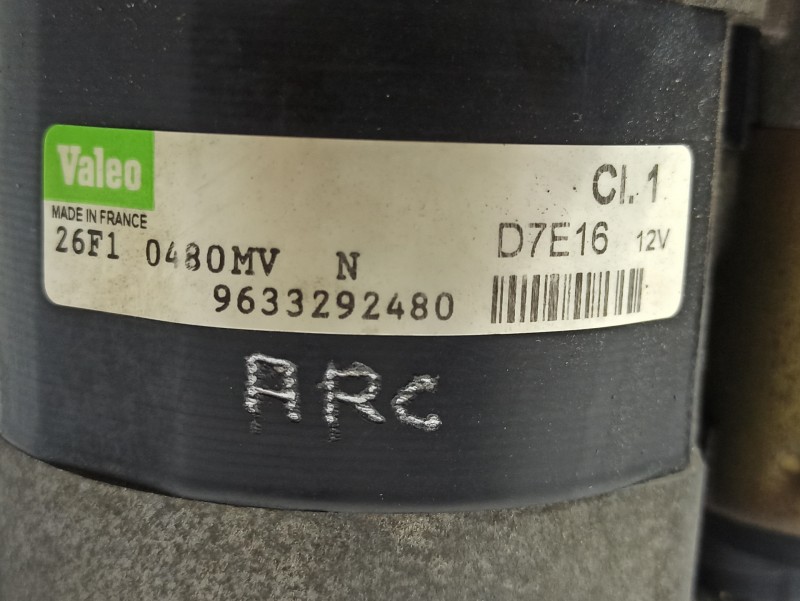 Valeo
Cl. 1
MADE IN FRANCE
D7E16 12V
26F1 0480MV N
9633292480
ARC